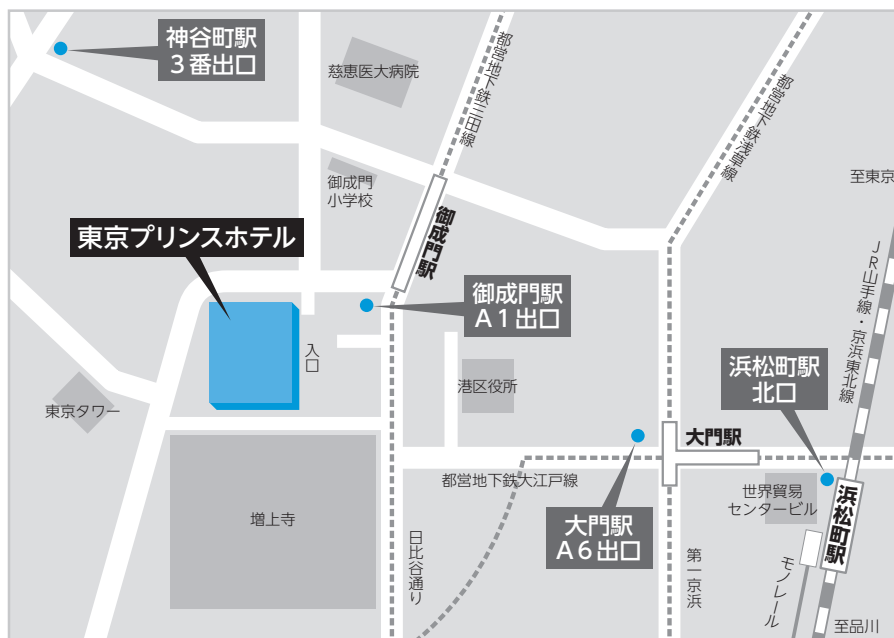 神谷町駅
3番出口
慈恵医大病院
都営地下鉄三田線
都営地下鉄浅草線
至東京
御成門
小学校
御成門駅
東京プリンスホテル
JR山手線・京浜東北線
御成門駅
A1出口
入口
港区役所
浜松町駅
北口
東京タワー
大門駅
都営地下鉄大江戸線
世界貿易
センタービル
浜松町駅
増上寺
大門駅
A6出口
日比谷通り
第一京浜
モノレール
至品川